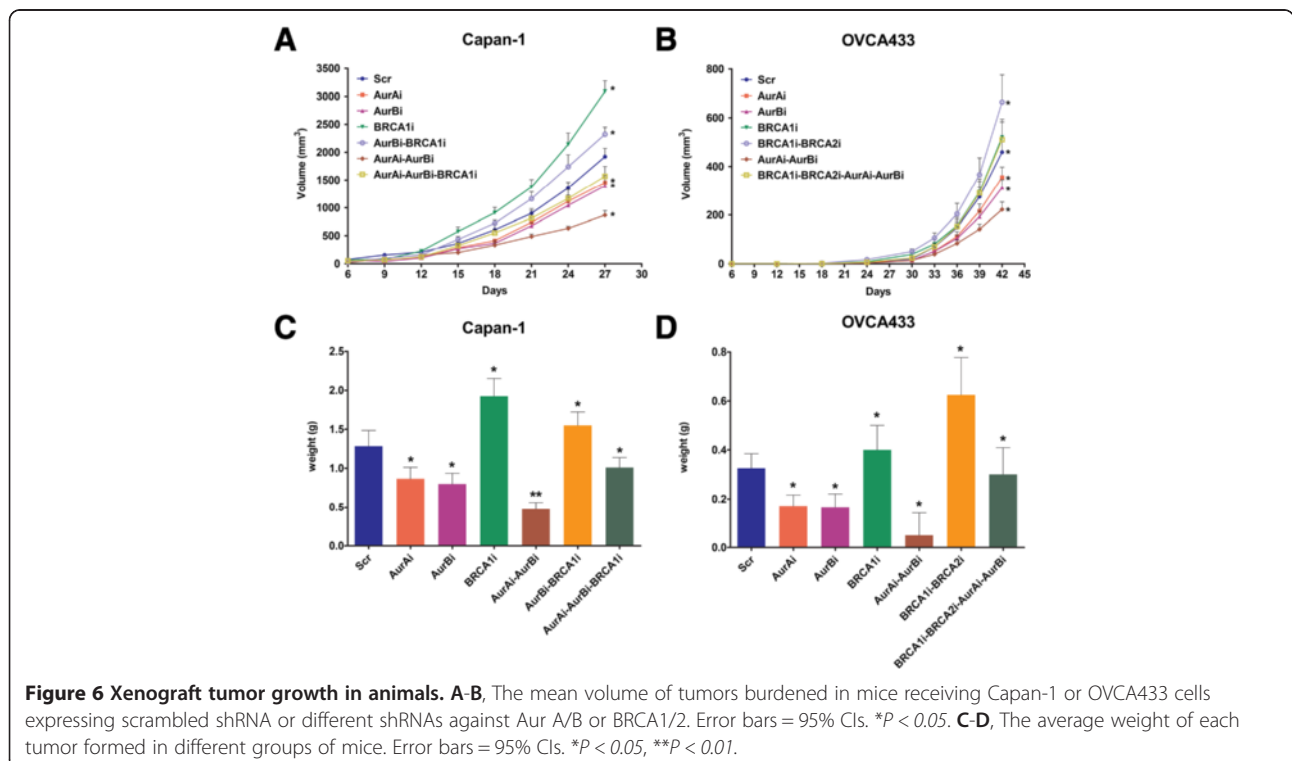 A
Capan-1
Volume (mm³)
3500
3000
2500
2000
1500
1000
500
0
Scr
AurAi
AurBi
BRCA1i
AurBi-BRCA1i
AurAi-AurBi
AurAi-AurBi-BRCA1i
*
*
*
*
*
6 9 12 15 18 21 24 27 30
Days
B
OVCA433
Volume (mm³)
800
600
400
200
0
Scr
AurAi
AurBi
BRCA1i
BRCA1i-BRCA2i
AurAi-AurBi
BRCA1i-BRCA2i-AurAi-AurBi
*
*
*
*
*
6 9 12 15 18 21 24 27 30 33 36 39 42 45
Days
C
Capan-1
weight (g)
2.5
2.0
1.5
1.0
0.5
0.0
* * * ** * *
Scr
AurAi
AurBi
BRCA1i
AurAi-AurBi
AurBi-BRCA1i
AurAi-AurBi-BRCA1i
D
OVCA433
weight (g)
0.8
0.6
0.4
0.2
0.0
* * * * * *
Scr
AurAi
AurBi
BRCA1i
AurAi-AurBi
BRCA1i-BRCA2i
BRCA1i-BRCA2i-AurAi-AurBi
Figure 6 Xenograft tumor growth in animals. A-B, The mean volume of tumors burdened in mice receiving Capan-1 or OVCA433 cells
expressing scrambled shRNA or different shRNAs against Aur A/B or BRCA1/2. Error bars = 95% CIs. *P < 0.05. C-D, The average weight of each
tumor formed in different groups of mice. Error bars = 95% CIs. *P < 0.05, **P < 0.01.